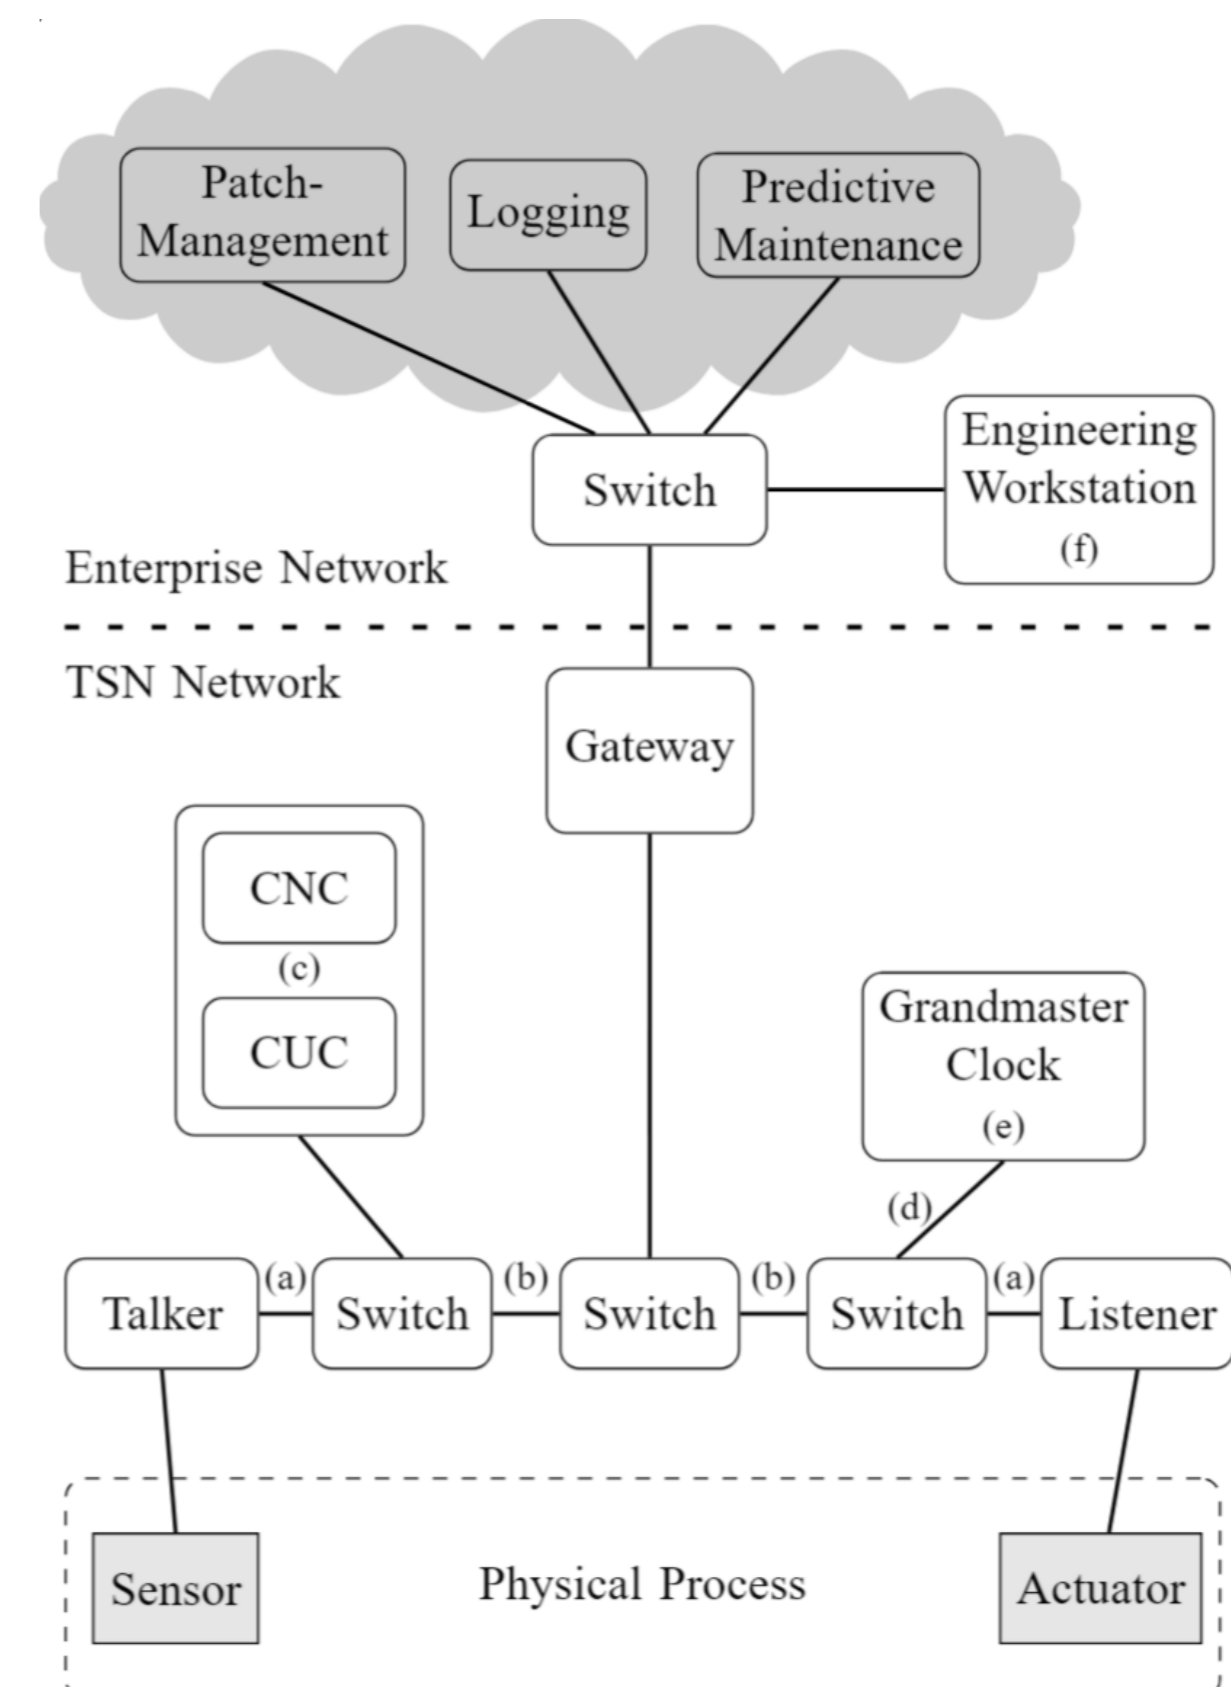 Patch-
Management
Logging
Predictive
Maintenance
Switch
Engineering
Workstation
(f)
Enterprise Network
TSN Network
Gateway
CNC
(c)
CUC
Grandmaster
Clock
(e)
(d)
Talker
(a)
Switch
(b)
Switch
(b)
Switch
(a)
Listener
Sensor
Physical Process
Actuator